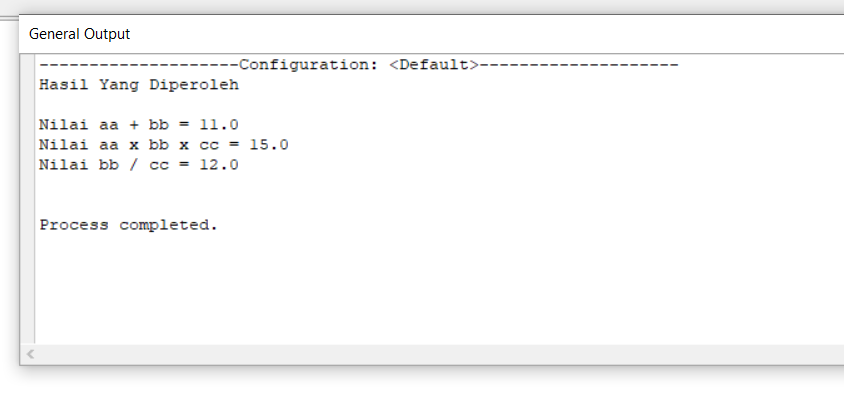 General Output
--------------------Configuration: <Default>--------------------
Hasil Yang Diperoleh
Nilai aa + bb = 11.0
Nilai aa x bb x cc = 15.0
Nilai bb / cc = 12.0
Process completed.